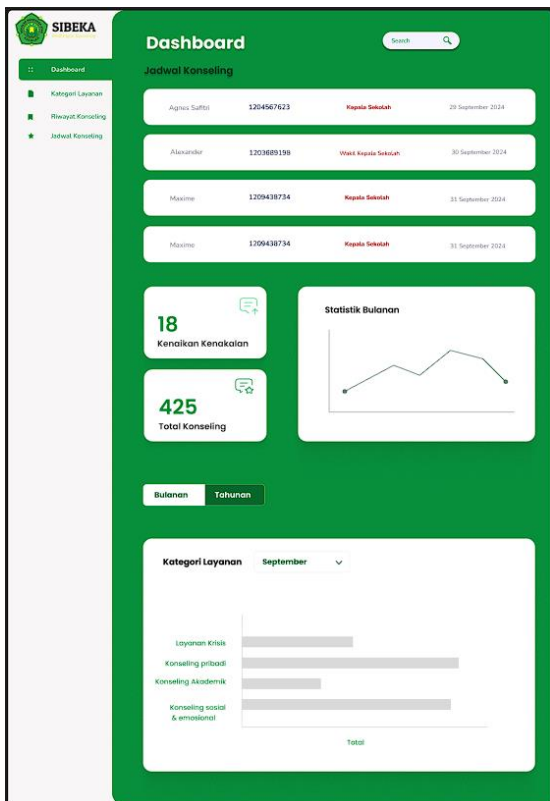 SIBEKA
Dashboard
Kategori Layanan
Riwayat Konseling
Jadwal Konseling
Dashboard
Search
Jadwal Konseling
Agnes Saffitri 1204567623 Kepala Sekolah 29 September 2024
Alexander 1203689198 Wakil Kepala Sekolah 30 September 2024
Maxime 1209438734 Kepala Sekolah 31 September 2024
Maxime 1209438734 Kepala Sekolah 31 September 2024
18
Kenaikan Kenakalan
425
Total Konseling
Statistik Bulanan
Bulanan Tahunan
Kategori Layanan September
Layanan Krisis
Konseling pribadi
Konseling Akademik
Konseling sosial
& emosional
Total